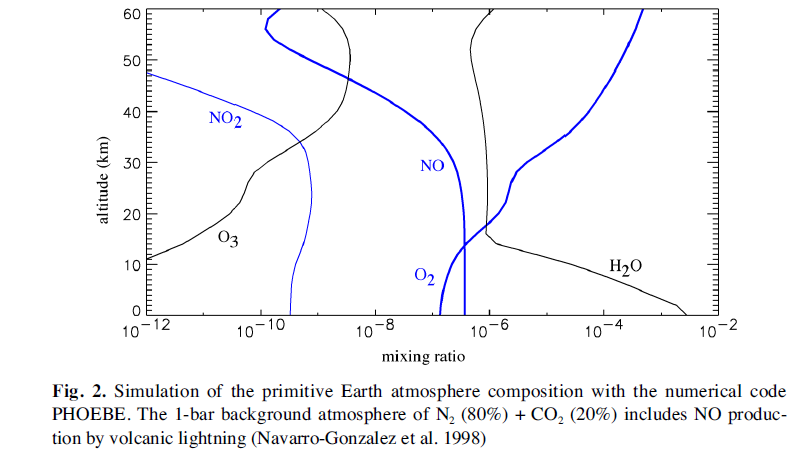 60
50
40
30
20
10
0
altitude (km)
NO2
O3
NO
O2
H2O
10−12
10−10
10−8
10−6
10−4
10−2
mixing ratio
Fig. 2. Simulation of the primitive Earth atmosphere composition with the numerical code
PHOEBE. The 1-bar background atmosphere of N2 (80%) + CO2 (20%) includes NO produc-
tion by volcanic lightning (Navarro-Gonzalez et al. 1998)